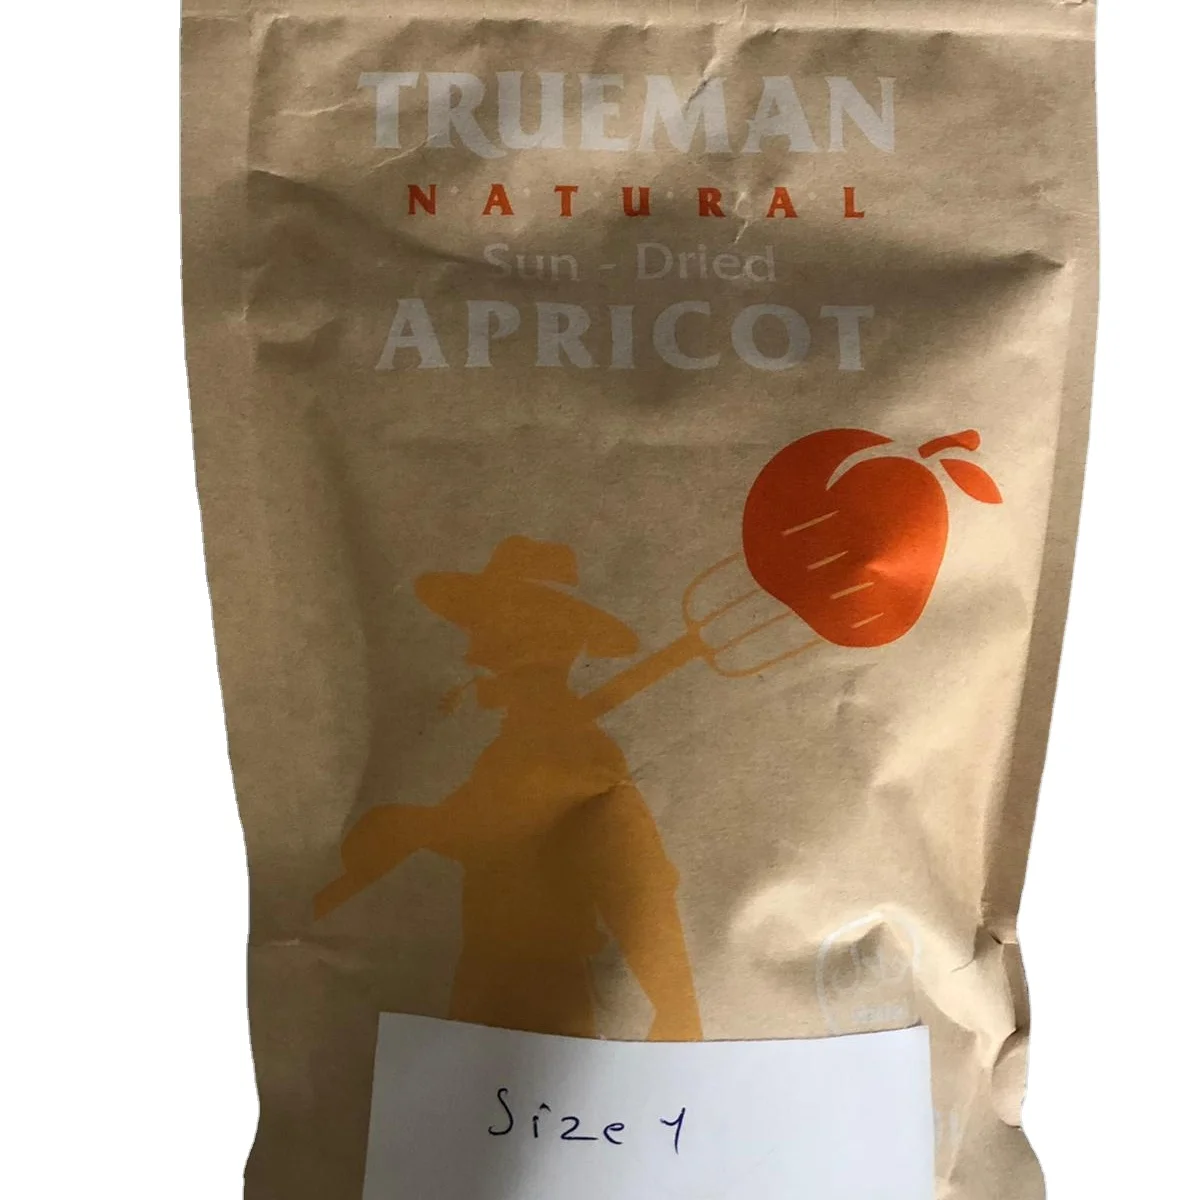 TRUEMAN
NATURAL
Sun - Dried
APRICOT
Size 1